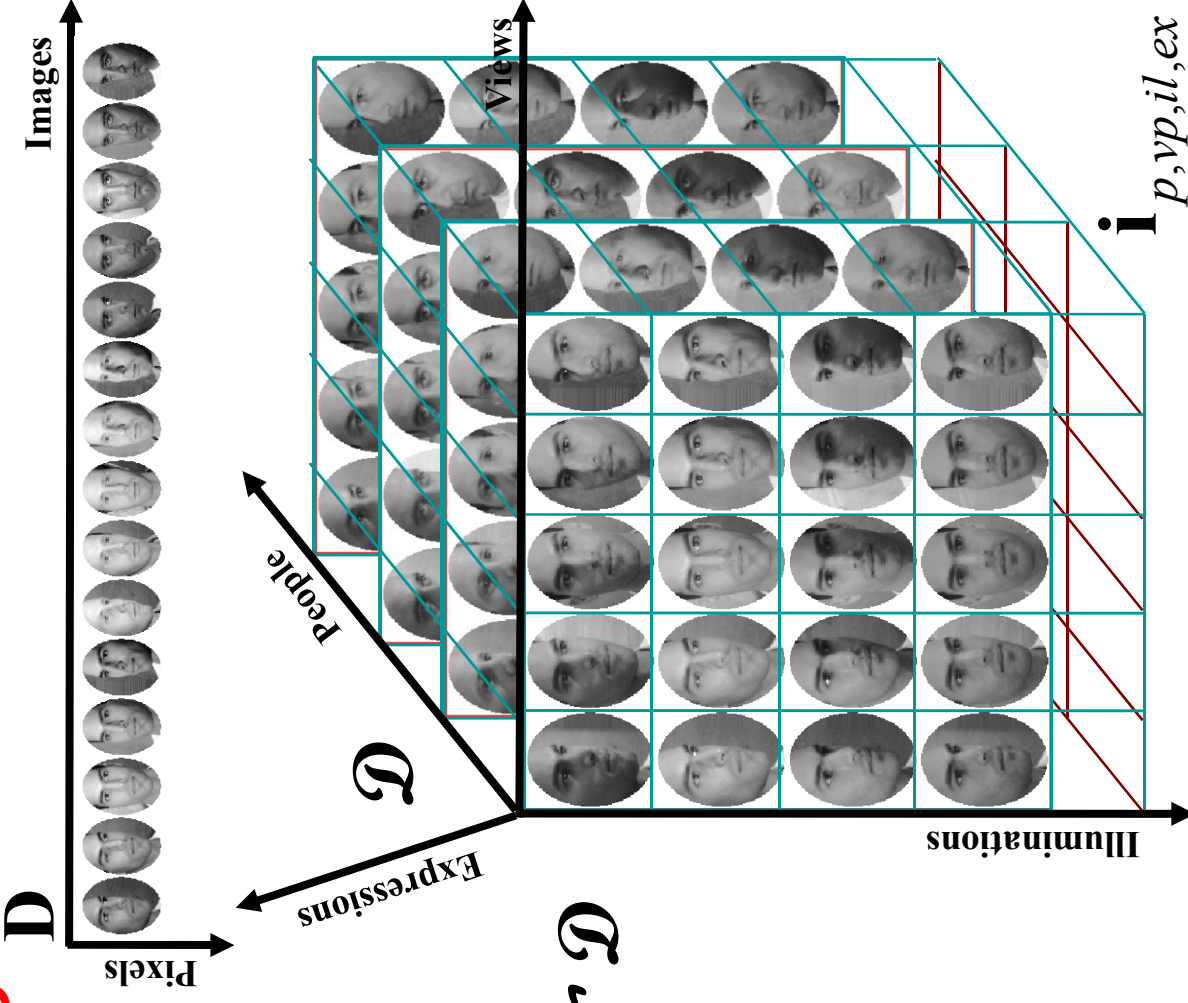 D
Images
Pixels
Views
People
Expressions
Illuminations
𝒯
𝒯
i
p,vp,il,ex